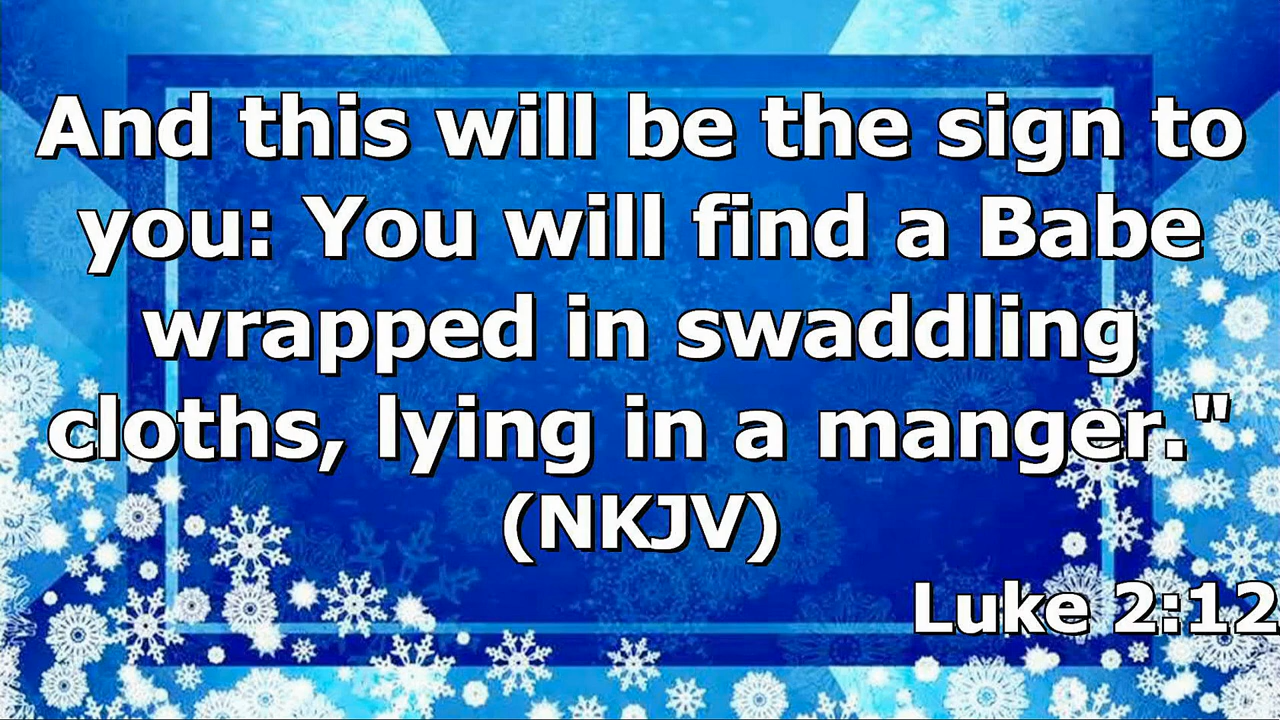 And this will be the sign to
you: You will find a Babe
wrapped in swaddling
cloths, lying in a manger."
(NKJV)
Luke 2:12